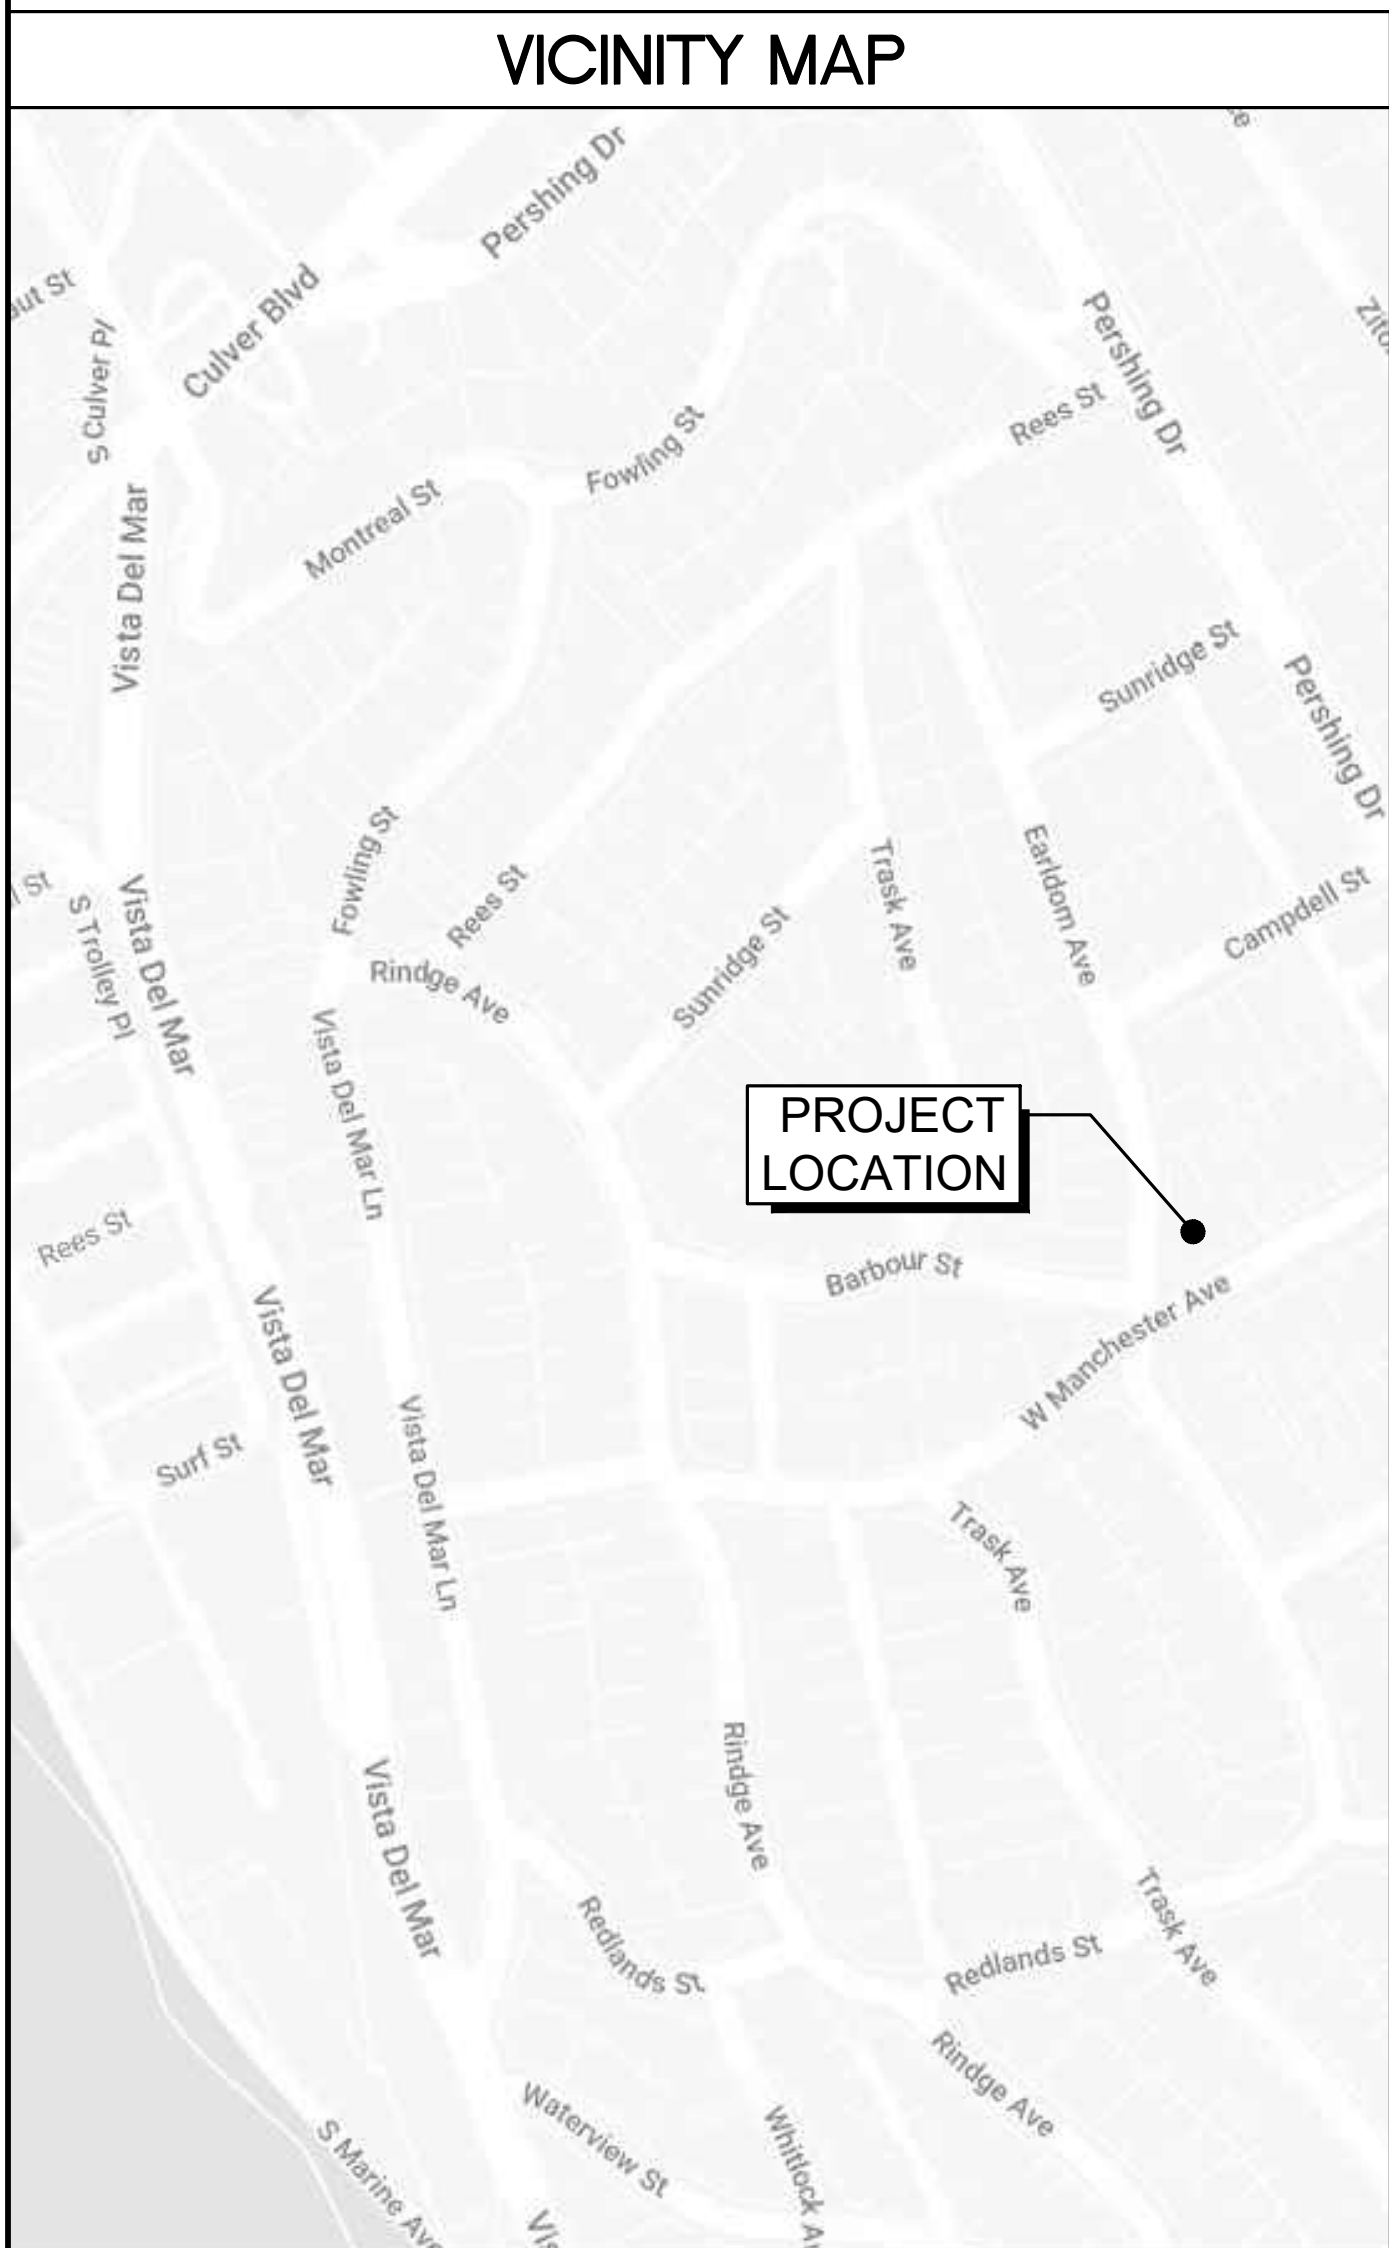 VICINITY MAP
Pershing Dr
Culver Blvd
S Culver Pl
Pershing Dr
Rees St
Fowling St
Montreal St
Vista Del Mar
Sunridge St
Pershing Dr
Fowling St
Rees St
Trask Ave
Earldom Ave
Campdell St
St
S Trolley Pl
Vista Del Mar
Rindge Ave
Sunridge St
Vista Del Mar Ln
PROJECT
LOCATION
Rees St
Barbour St
W Manchester Ave
Vista Del Mar
Surf St
Vista Del Mar Ln
Trask Ave
Rindge Ave
Vista Del Mar
Redlands St
Redlands St
Trask Ave
Rindge Ave
Waterview St
Whitlock A
S Marine Ave